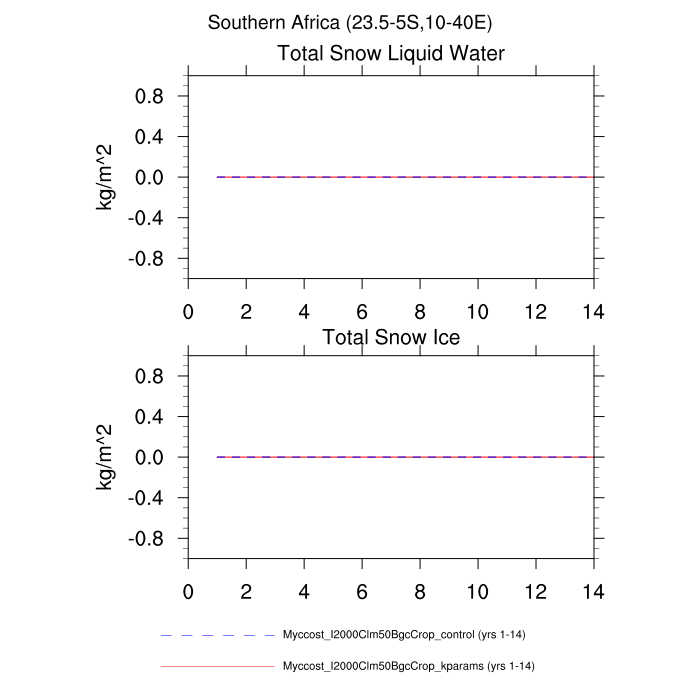 Southern Africa (23.5-5S,10-40E)
Total Snow Liquid Water
0.8
0.4
0.0
-0.4
-0.8
kg/m^2
0 2 4 6 8 10 12 14
Total Snow Ice
0.8
0.4
0.0
-0.4
-0.8
kg/m^2
0 2 4 6 8 10 12 14
Myccost_I2000Clm50BgcCrop_control (yrs 1-14)
Myccost_I2000Clm50BgcCrop_kparams (yrs 1-14)